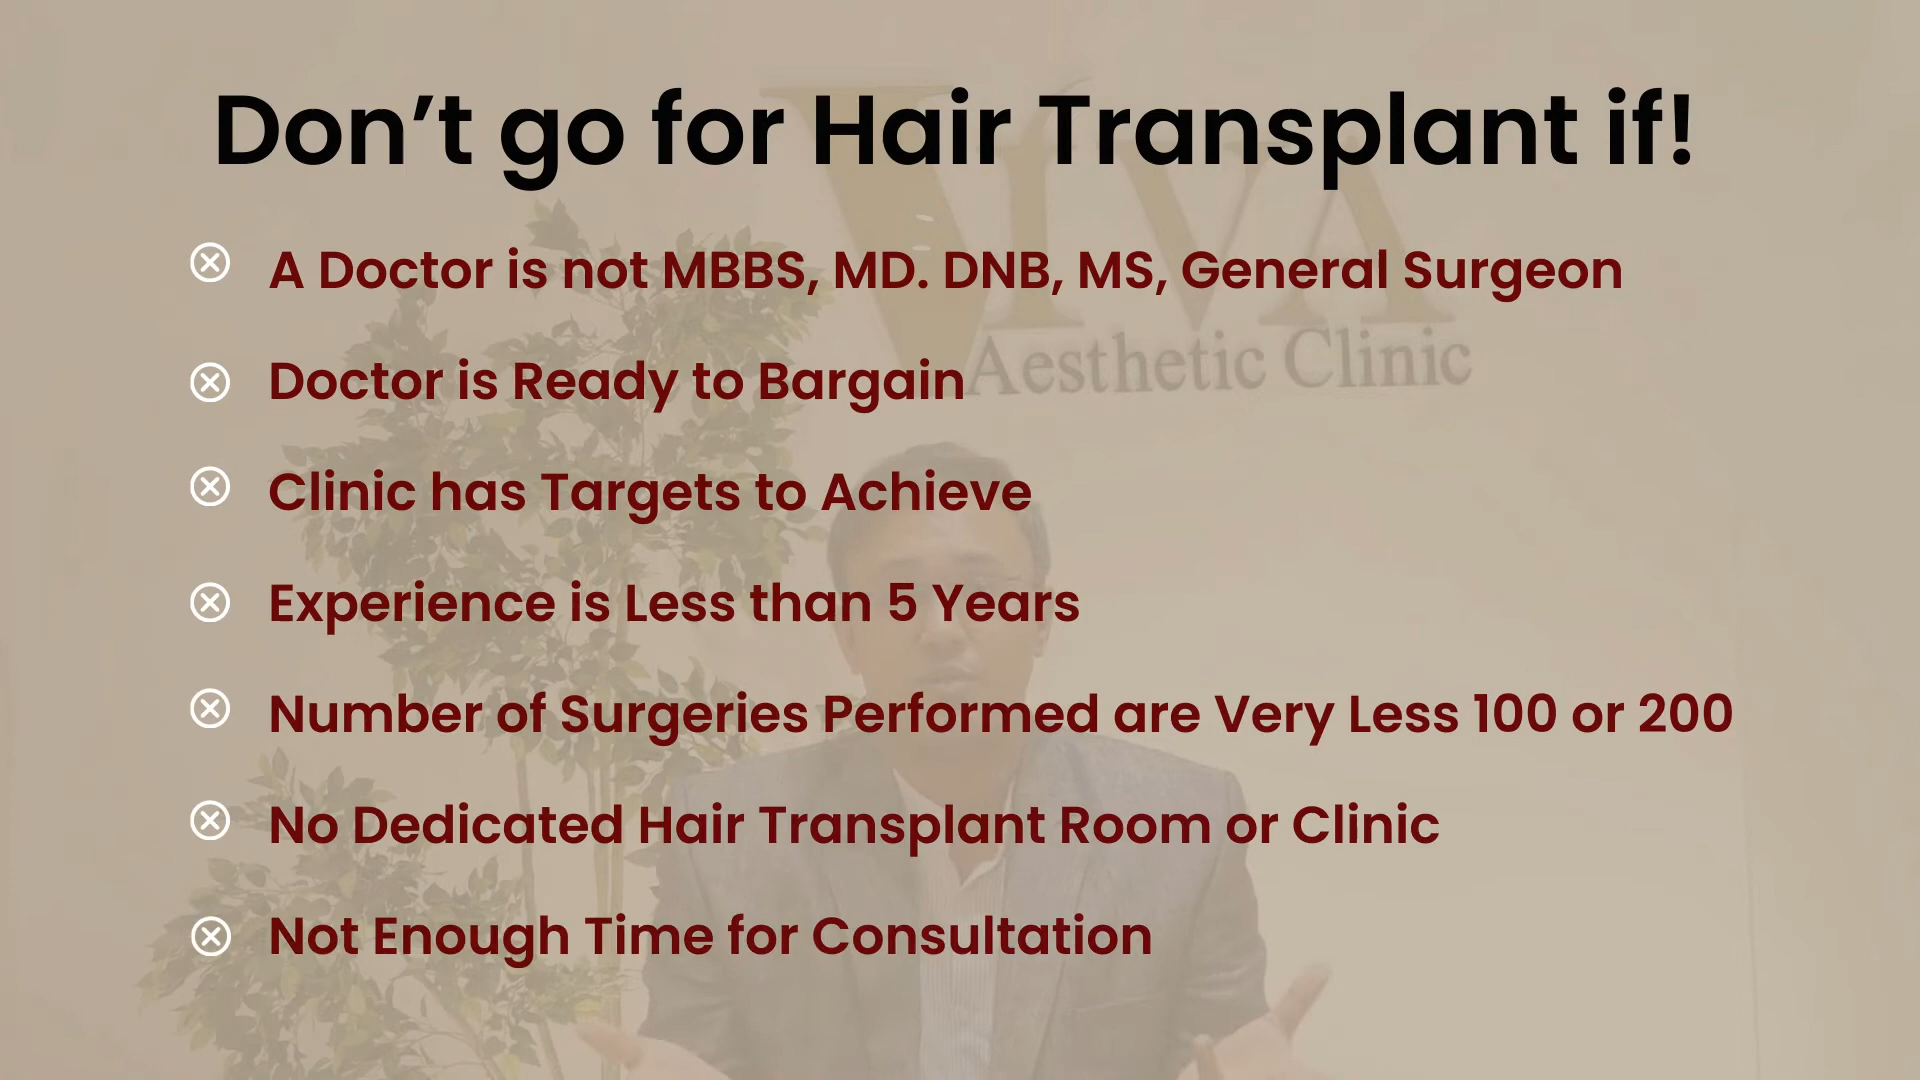 Don’t go for Hair Transplant if!
A Doctor is not MBBS, MD. DNB, MS, General Surgeon
Doctor is Ready to Bargain
Clinic has Targets to Achieve
Experience is Less than 5 Years
Number of Surgeries Performed are Very Less 100 or 200
No Dedicated Hair Transplant Room or Clinic
Not Enough Time for Consultation
VIVA
Aesthetic Clinic